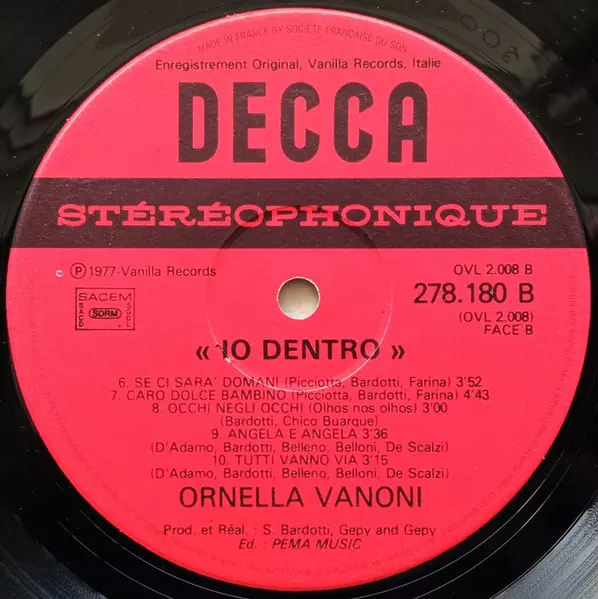 MADE IN FRANCE BY SOCIÉTÉ FRANÇAISE DU SON
Enregistrement Original, Vanilla Records, Italie
DECCA
STÉRÉOPHONIQUE
Ⓟ 1977-Vanilla Records
OVL 2.008 B
278.180 B
(OVL 2.008)
FACE B
SACEM
SACD
SDRM
SGDL
« IO DENTRO »
6. SE CI SARA' DOMANI (Picciotta, Bardotti, Farina) 3'52
7. CARO DOLCE BAMBINO (Picciotta, Bardotti, Farina) 4'43
8. OCCHI NEGLI OCCHI (Olhos nos olhos) 3'00
(Bardotti, Chico Buarque)
9. ANGELA E ANGELA 3'36
(D'Adamo, Bardotti, Belleno, Belloni, De Scalzi)
10. TUTTI VANNO VIA 3'15
(D'Adamo, Bardotti, Belleno, Belloni, De Scalzi)
ORNELLA VANONI
Prod. et Réal. : S. Bardotti, Gepy and Gepy
Ed. : PEMA MUSIC